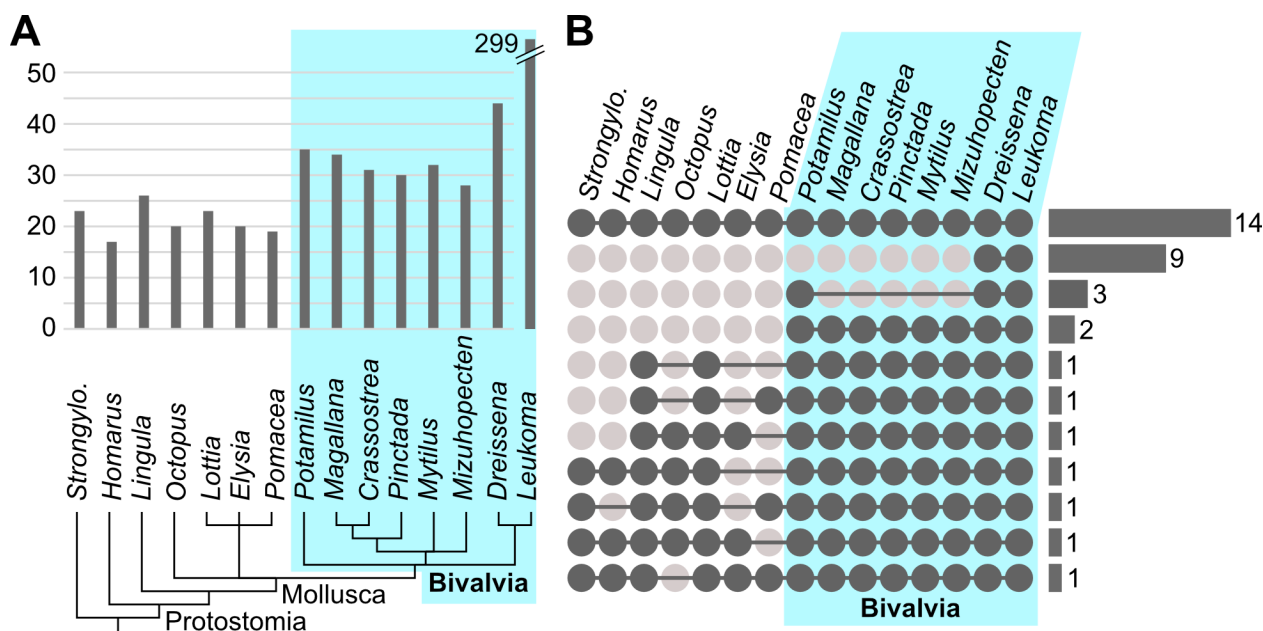 A
299
50
40
30
20
10
0
Strongylo.
Homarus
Lingula
Octopus
Lottia
Elysia
Pomacea
Potamilus
Magallana
Crassostrea
Pinctada
Mytilus
Mizuhopecten
Dreissena
Leukoma
Bivalvia
Mollusca
Protostomia
B
Strongylo.
Homarus
Lingula
Octopus
Lottia
Elysia
Pomacea
Potamilus
Magallana
Crassostrea
Pinctada
Mytilus
Mizuhopecten
Dreissena
Leukoma
14
9
3
2
1
1
1
1
1
1
1
Bivalvia